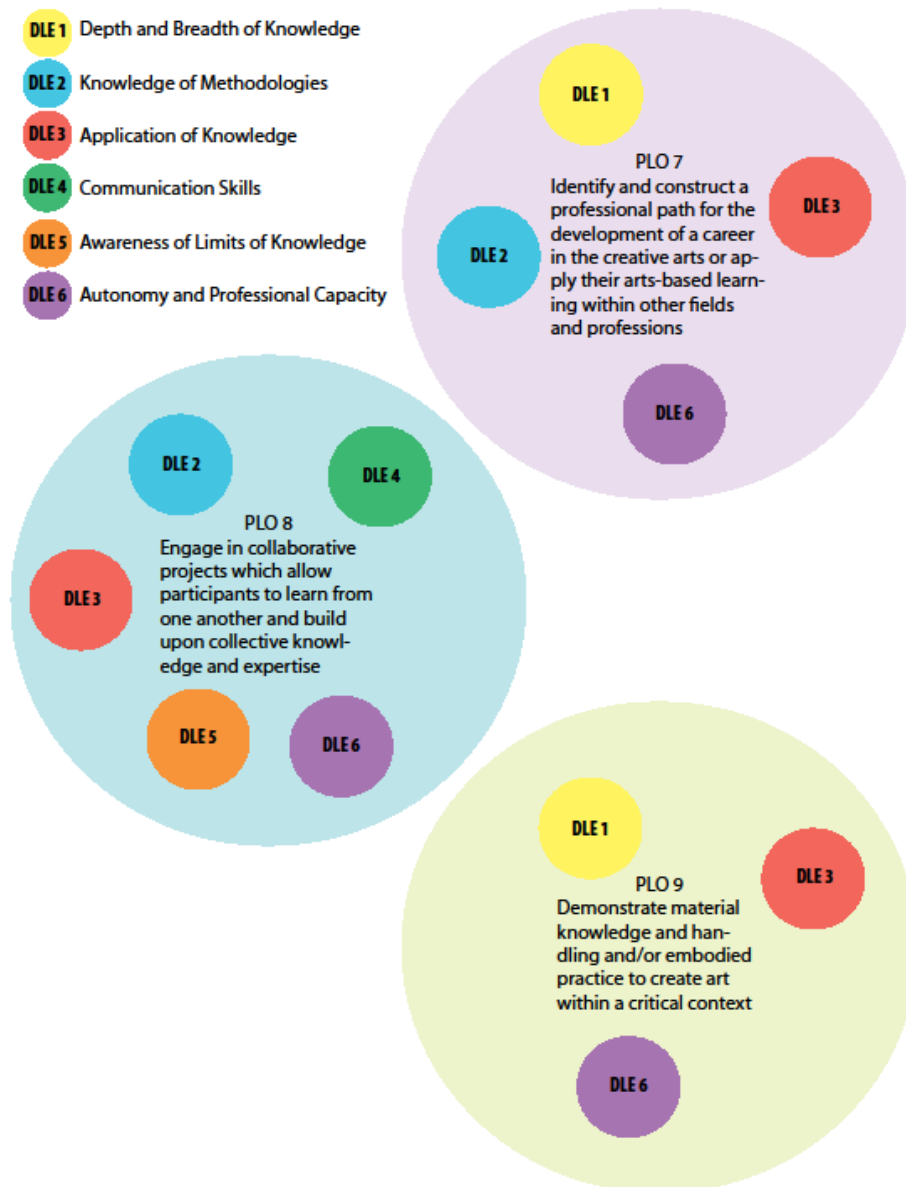 DLE 1 Depth and Breadth of Knowledge
DLE 2 Knowledge of Methodologies
DLE 3 Application of Knowledge
DLE 4 Communication Skills
DLE 5 Awareness of Limits of Knowledge
DLE 6 Autonomy and Professional Capacity
DLE 1
DLE 3
DLE 2
PLO 7
Identify and construct a
professional path for the
development of a career
in the creative arts or ap-
ply their arts-based learn-
ing within other fields
and professions
DLE 6
DLE 2
DLE 4
DLE 3
PLO 8
Engage in collaborative
projects which allow
participants to learn from
one another and build
upon collective knowl-
edge and expertise
DLE 5
DLE 6
DLE 1
DLE 3
PLO 9
Demonstrate material
knowledge and han-
dling and/or embodied
practice to create art
within a critical context
DLE 6